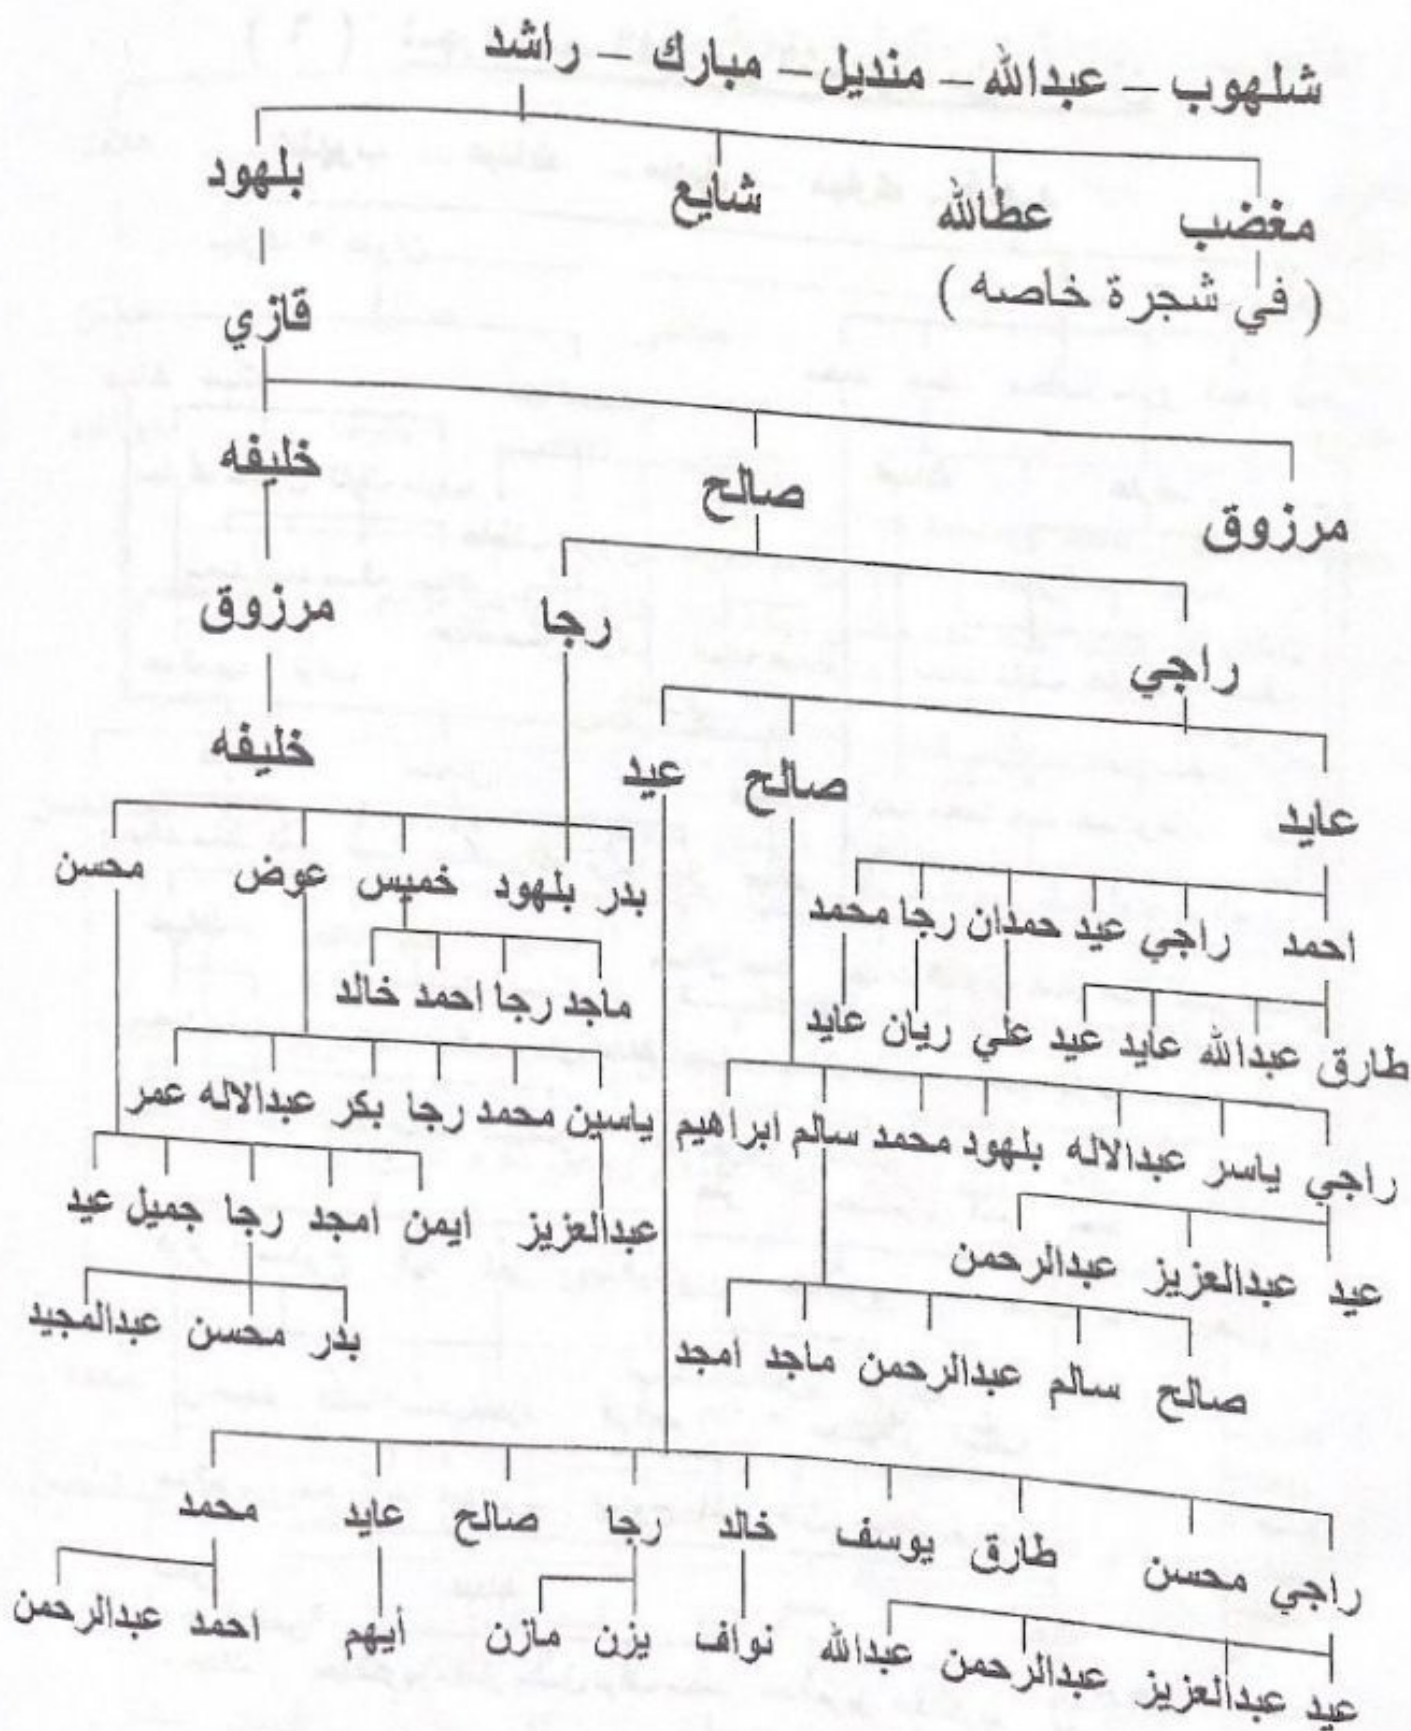 شلهوب – عبدالله – منديل – مبارك – راشد
مغضب عطالله شايع بلهود
( في شجرة خاصه )
قازي
مرزوق صالح خليفه
راجي رجا مرزوق
عايد صالح عيد خليفه
احمد راجي عيد حمدان رجا محمد
بدر بلهود خميس عوض محسن
طارق عبدالله عايد عيد علي ريان عايد
ماجد رجا احمد خالد
راجي ياسر عبدالاله بلهود محمد سالم ابراهيم
ياسين محمد رجا بكر عبدالاله عمر
عيد عبدالعزيز عبدالرحمن
عبدالعزيز ايمن امجد رجا جميل عيد
صالح سالم عبدالرحمن ماجد امجد
بدر محسن عبدالمجيد
راجي محسن طارق يوسف خالد رجا صالح عايد محمد
عيد عبدالعزيز عبدالرحمن عبدالله نواف يزن مازن أيهم احمد عبدالرحمن